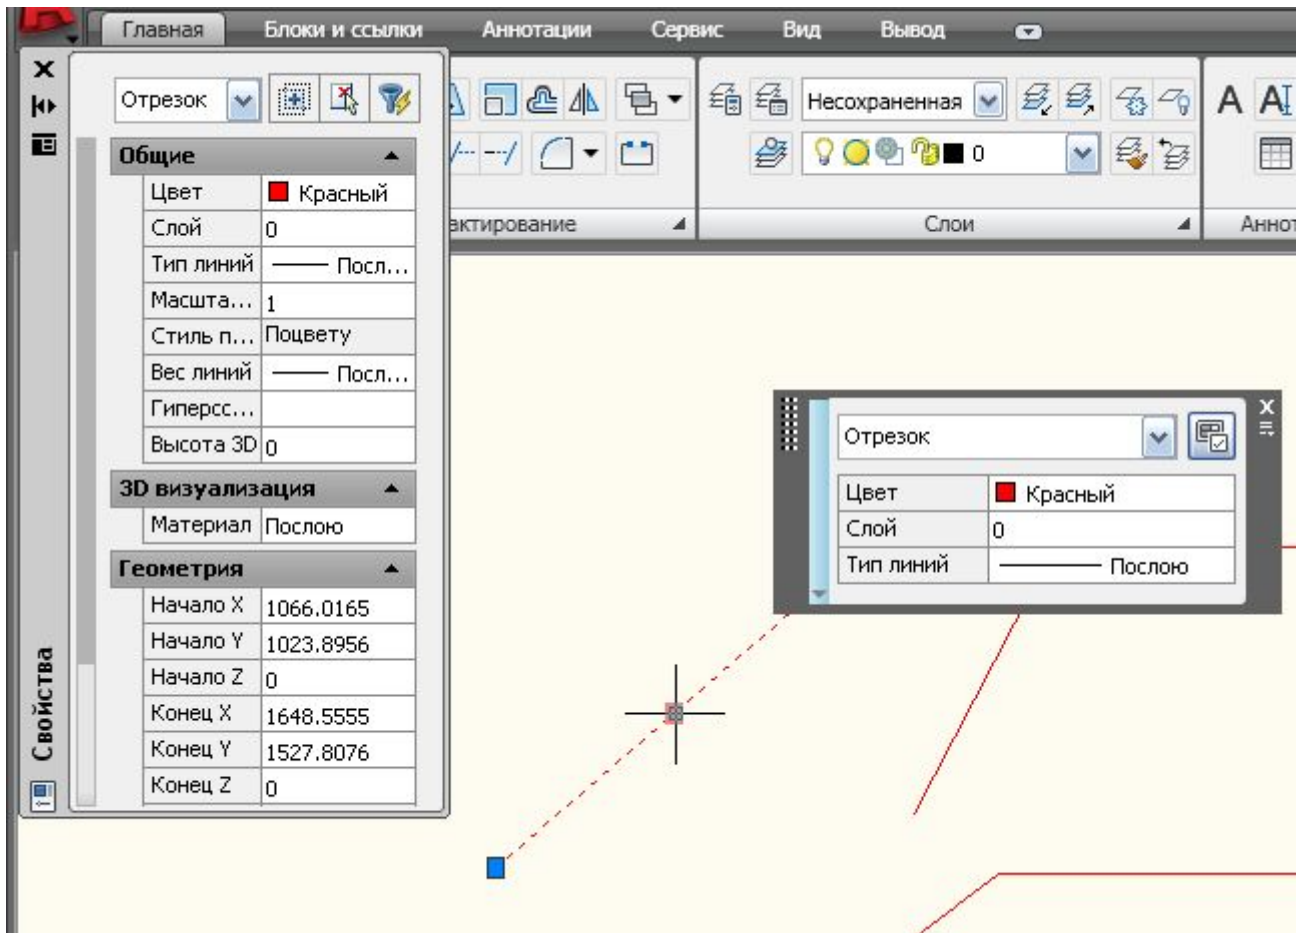 Главная Блоки и ссылки Аннотации Сервис Вид Вывод
Отрезок
Общие
Цвет Красный
Слой 0
Тип линий Посл...
Масшта... 1
Стиль п... Поцвету
Вес линий Посл...
Гиперсс...
Высота 3D 0
3D визуализация
Материал Послою
Геометрия
Начало X 1066.0165
Начало Y 1023.8956
Начало Z 0
Конец X 1648.5555
Конец Y 1527.8076
Конец Z 0
Свойства
актирование
Несохраненная
0
Слои
A AI
Аннот
Отрезок
Цвет Красный
Слой 0
Тип линий Послою